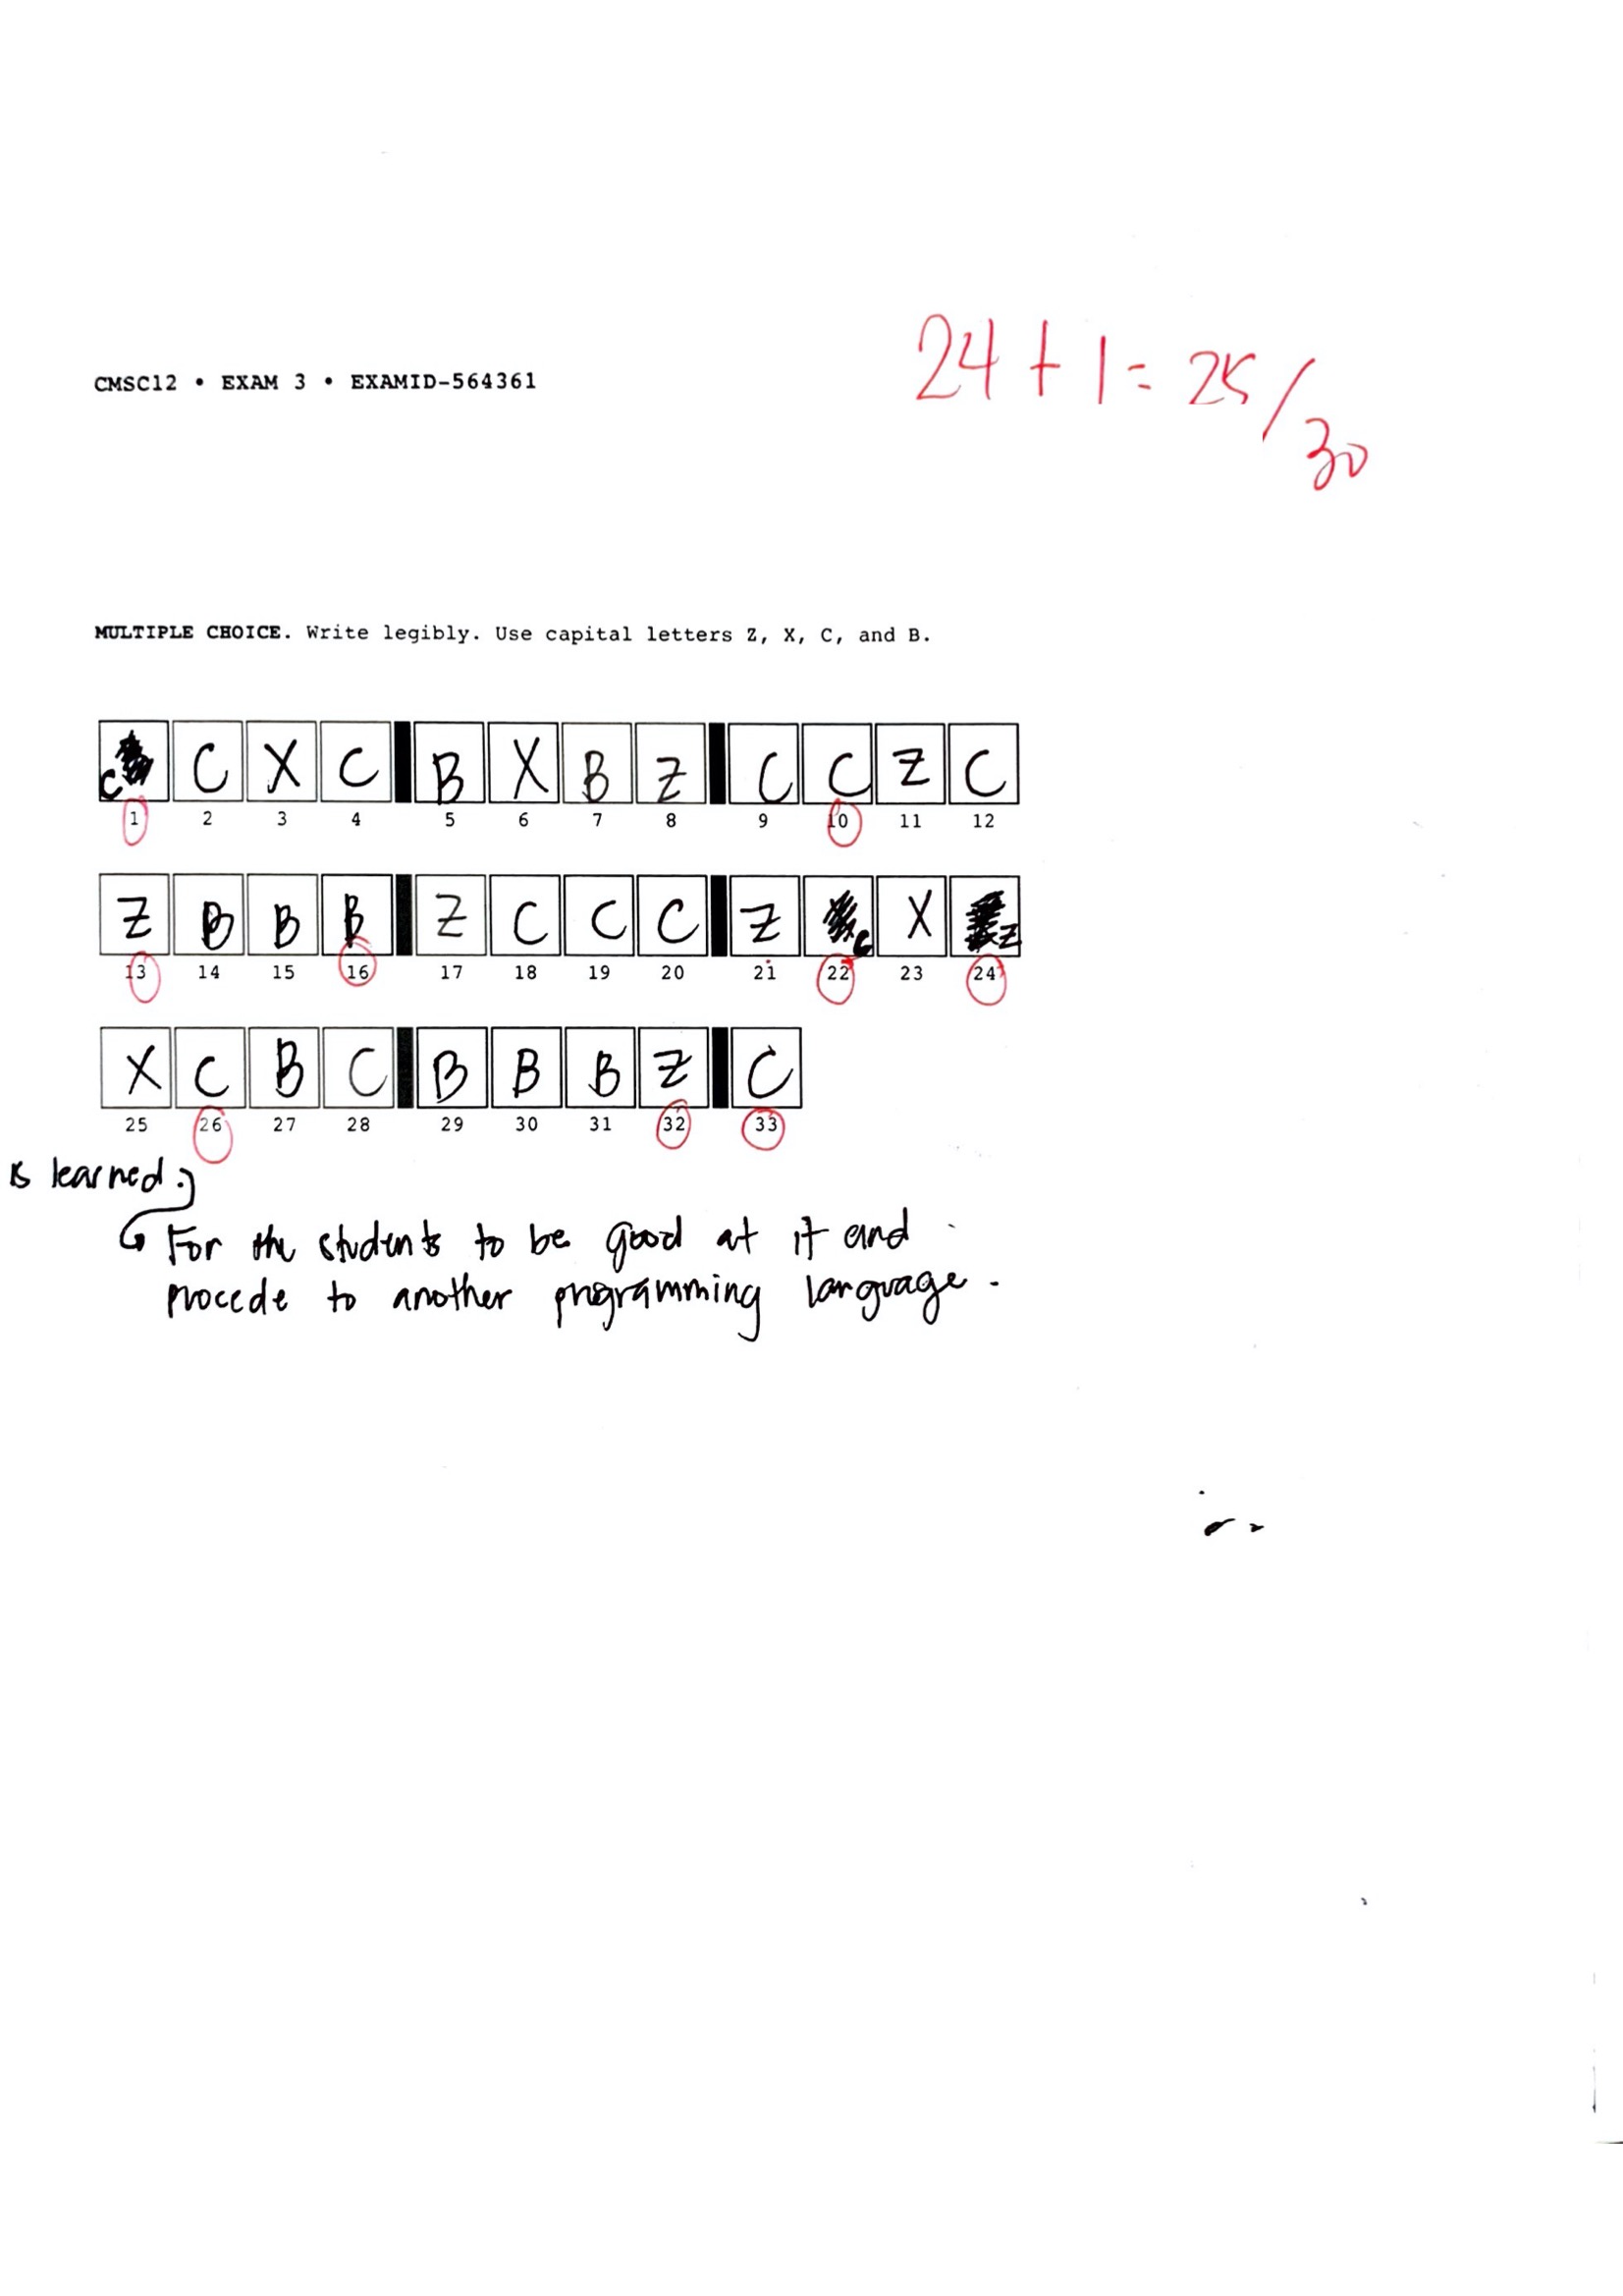 CMSC12 • EXAM 3 • EXAMID-564361
24 + 1 = 25/30
MULTIPLE CHOICE. Write legibly. Use capital letters Z, X, C, and B.
C C X C B X B Z C C Z C
1 2 3 4 5 6 7 8 9 10 11 12
Z B B B Z C C C Z C X Z
13 14 15 16 17 18 19 20 21 22 23 24
X C B C B B B Z C
25 26 27 28 29 30 31 32 33
is learned.
For the students to be good at it and
procede to another programming language.